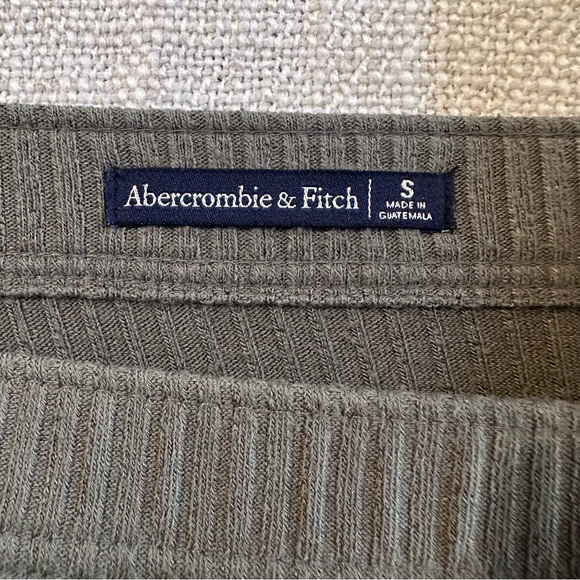 Abercrombie & Fitch
S
MADE IN
GUATEMALA